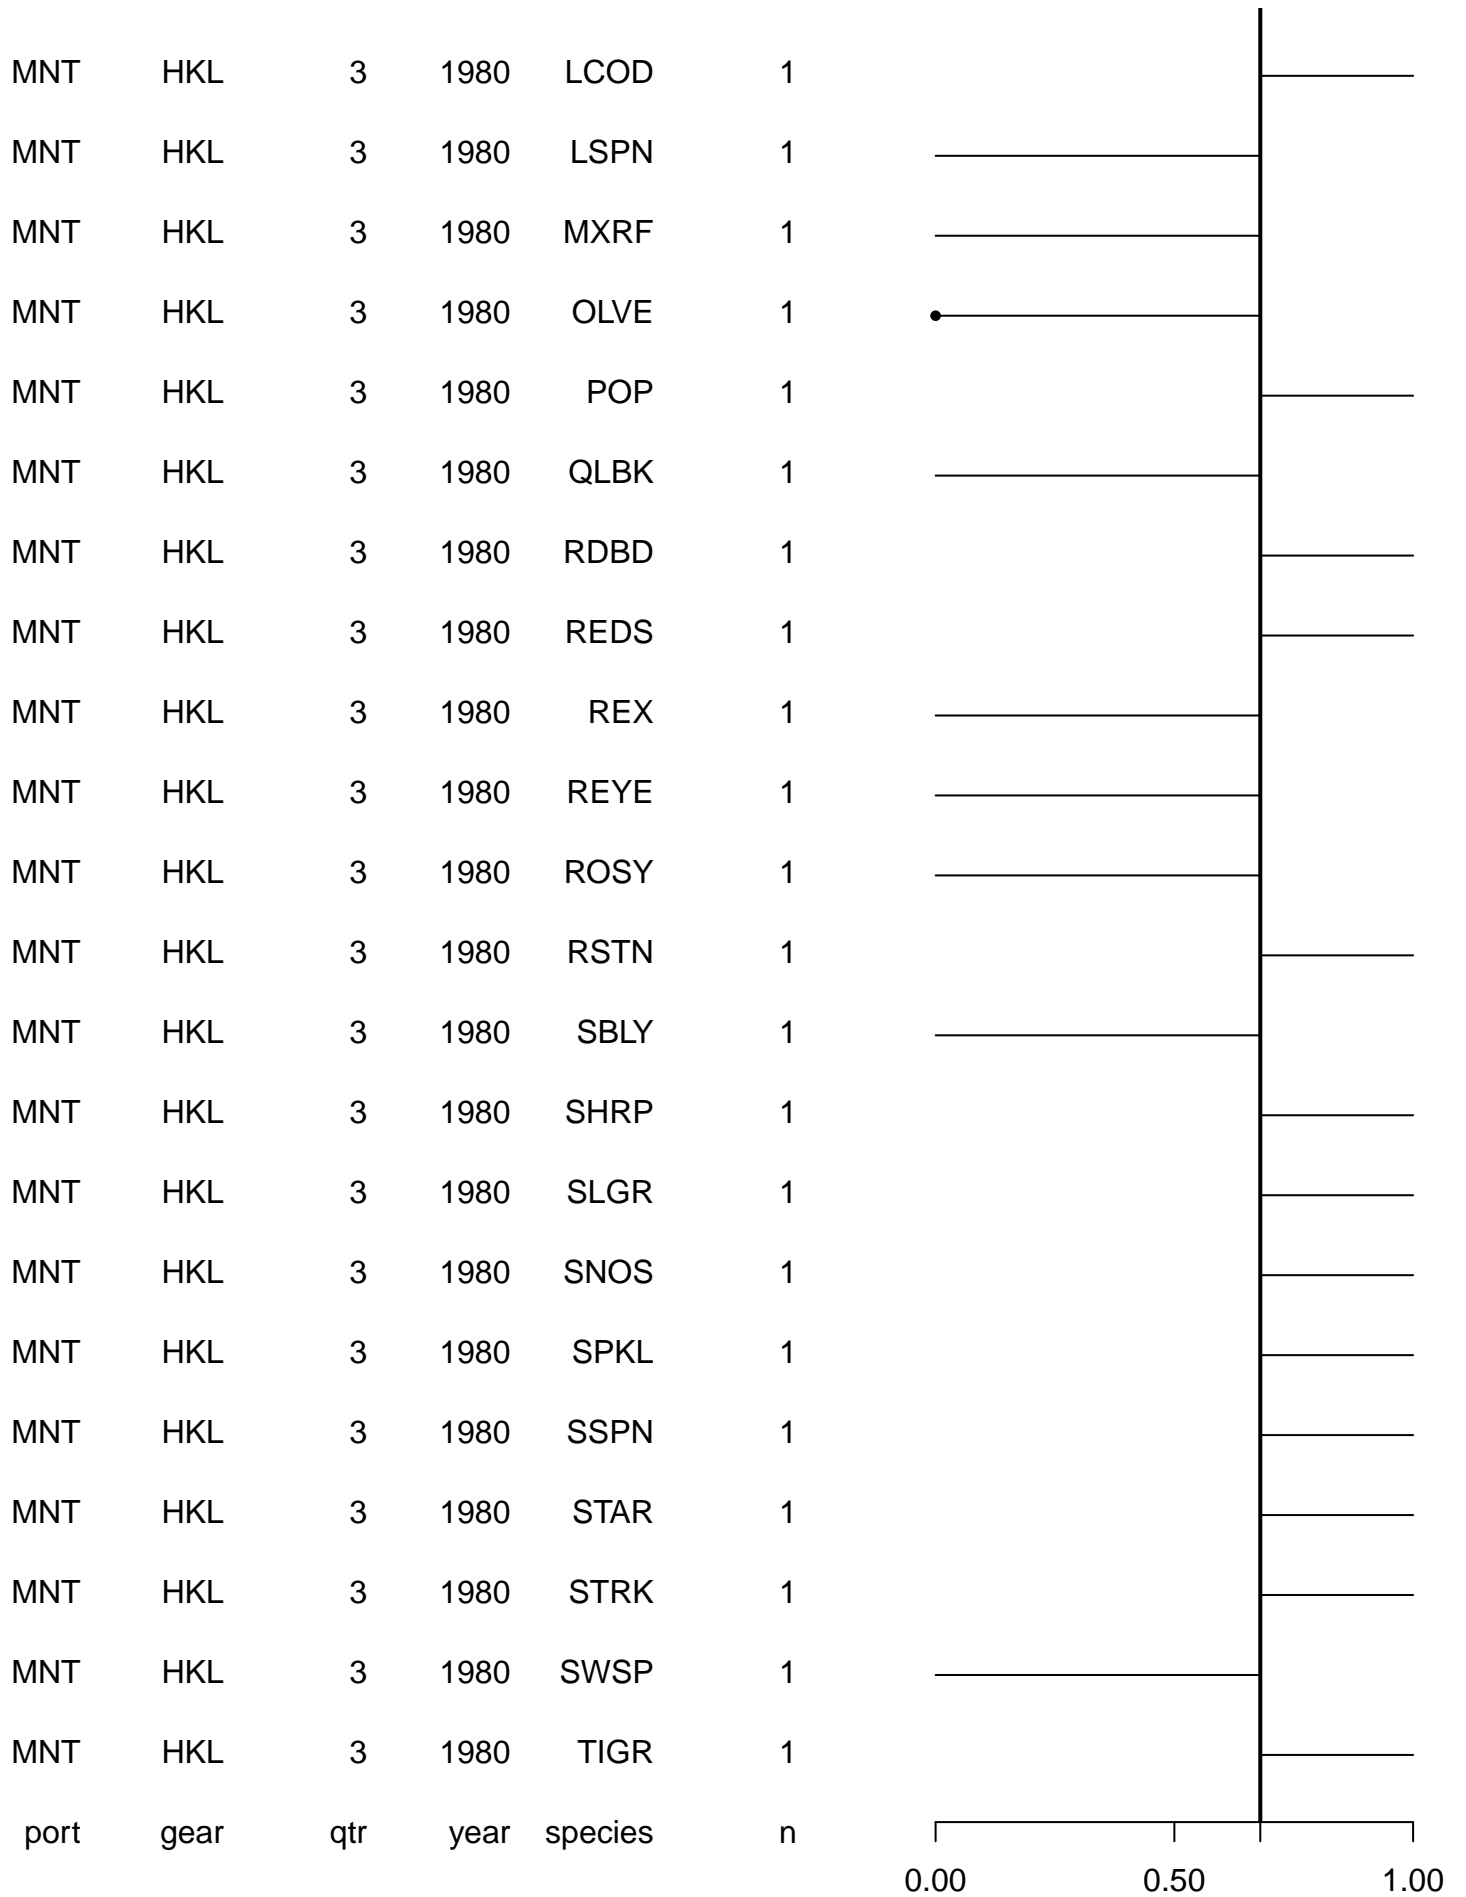 MNT HKL 3 1980 LCOD 1
MNT HKL 3 1980 LSPN 1
MNT HKL 3 1980 MXRF 1
MNT HKL 3 1980 OLVE 1
MNT HKL 3 1980 POP 1
MNT HKL 3 1980 QLBK 1
MNT HKL 3 1980 RDBD 1
MNT HKL 3 1980 REDS 1
MNT HKL 3 1980 REX 1
MNT HKL 3 1980 REYE 1
MNT HKL 3 1980 ROSY 1
MNT HKL 3 1980 RSTN 1
MNT HKL 3 1980 SBLY 1
MNT HKL 3 1980 SHRP 1
MNT HKL 3 1980 SLGR 1
MNT HKL 3 1980 SNOS 1
MNT HKL 3 1980 SPKL 1
MNT HKL 3 1980 SSPN 1
MNT HKL 3 1980 STAR 1
MNT HKL 3 1980 STRK 1
MNT HKL 3 1980 SWSP 1
MNT HKL 3 1980 TIGR 1
port gear qtr year species n
0.00 0.50 1.00